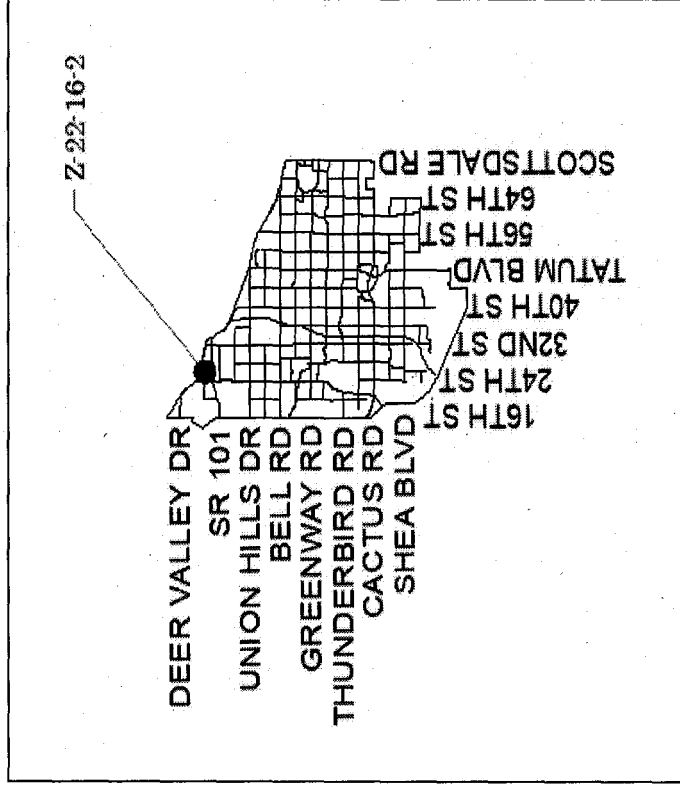 Z-22-16-2
DEER VALLEY DR
SR 101
UNION HILLS DR
BELL RD
GREENWAY RD
THUNDERBIRD RD
CACTUS RD
SHEA BLVD
16TH ST
24TH ST
32ND ST
40TH ST
TATUM BLVD
56TH ST
64TH ST
SCOTTSDALE RD